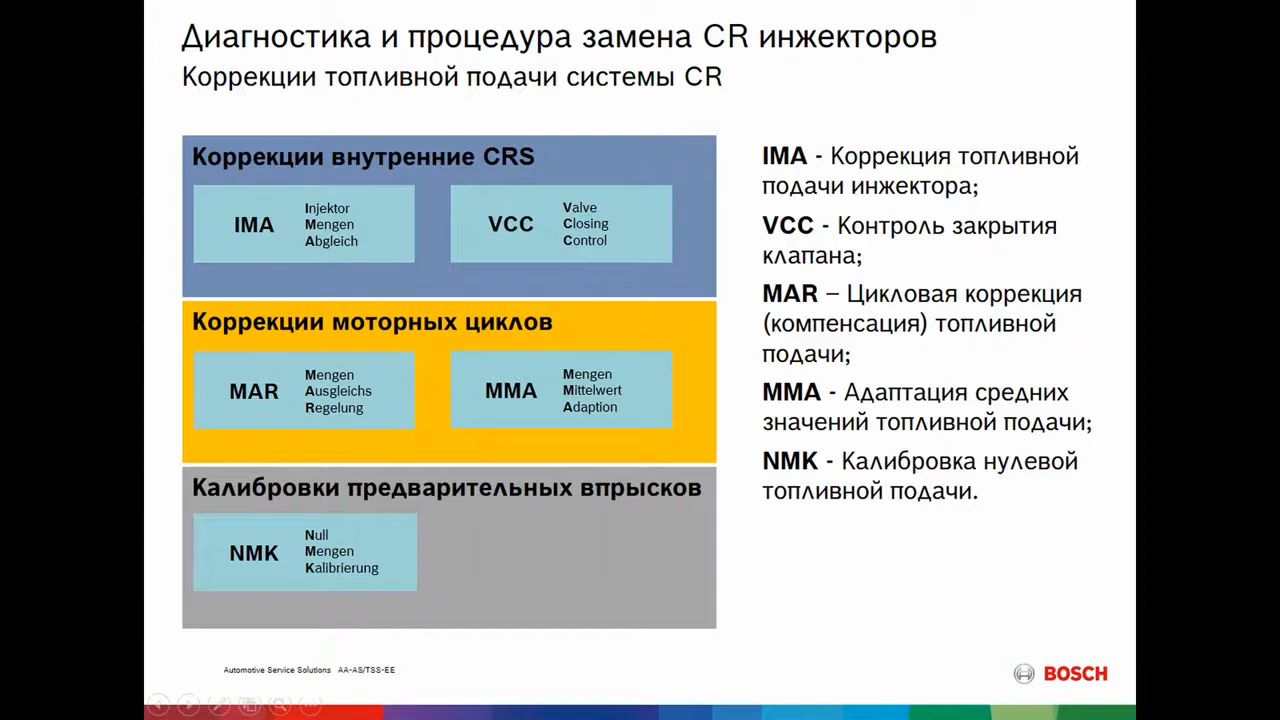 Диагностика и процедура замена CR инжекторов
Коррекции топливной подачи системы CR
Коррекции внутренние CRS
IMA
Injektor
Mengen
Abgleich
VCC
Valve
Closing
Control
Коррекции моторных циклов
MAR
Mengen
Ausgleichs
Regelung
MMA
Mengen
Mittelwert
Adaption
Калибровки предварительных впрысков
NMK
Null
Mengen
Kalibrierung
IMA - Коррекция топливной
подачи инжектора;
VCC - Контроль закрытия
клапана;
MAR – Цикловая коррекция
(компенсация) топливной
подачи;
MMA - Адаптация средних
значений топливной подачи;
NMK - Калибровка нулевой
топливной подачи.
Automotive Service Solutions AA-AS/TSS-EE
BOSCH